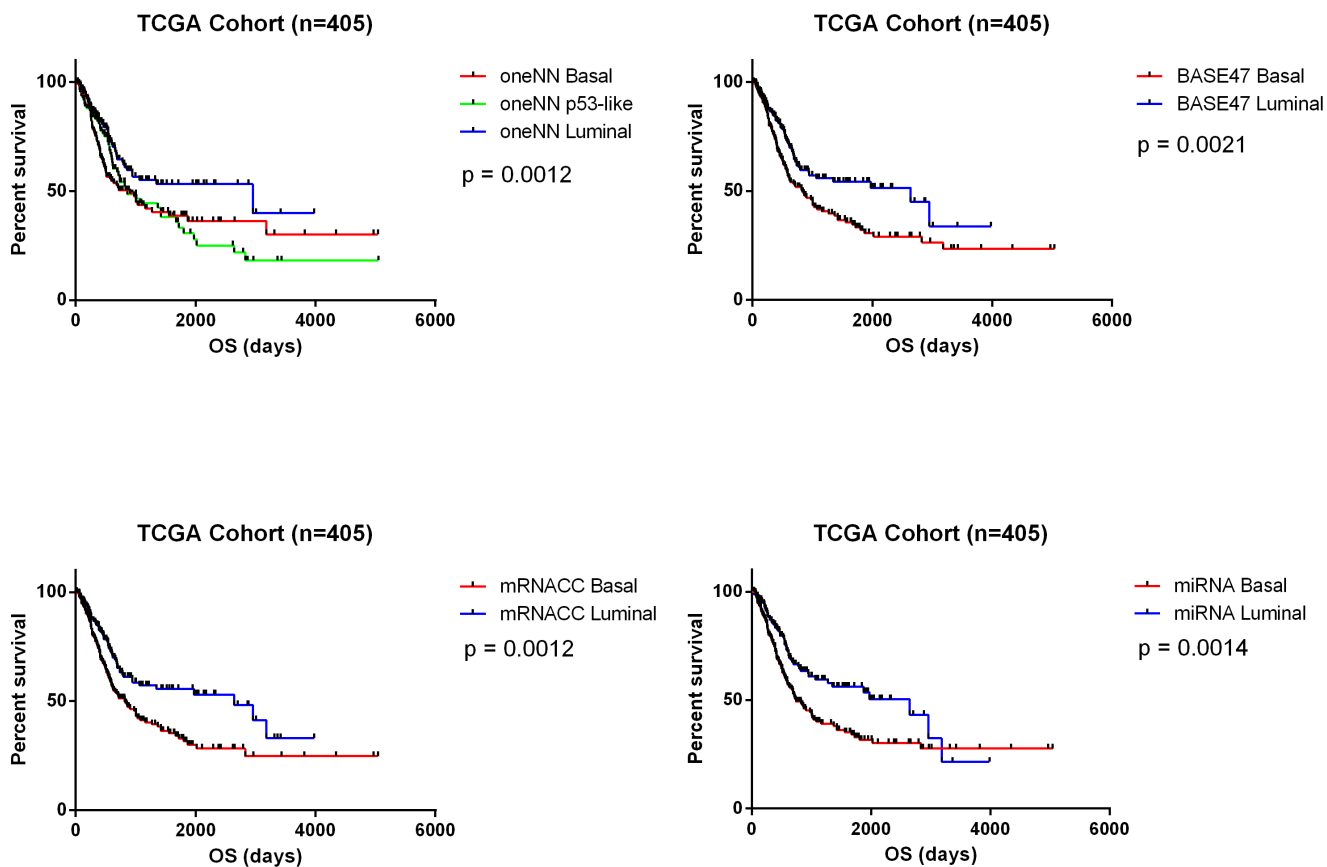 TCGA Cohort (n=405)
Percent survival
100
50
0
0 2000 4000 6000
OS (days)
oneNN Basal
oneNN p53-like
oneNN Luminal
p = 0.0012
TCGA Cohort (n=405)
Percent survival
100
50
0
0 2000 4000 6000
OS (days)
BASE47 Basal
BASE47 Luminal
p = 0.0021
TCGA Cohort (n=405)
Percent survival
100
50
0
0 2000 4000 6000
OS (days)
mRNACC Basal
mRNACC Luminal
p = 0.0012
TCGA Cohort (n=405)
Percent survival
100
50
0
0 2000 4000 6000
OS (days)
miRNA Basal
miRNA Luminal
p = 0.0014